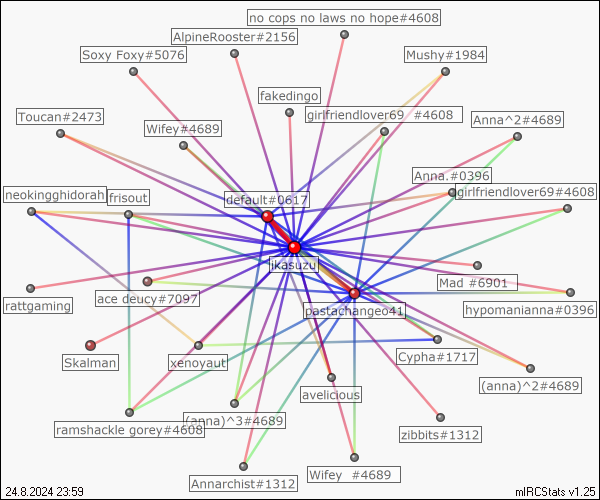 no cops no laws no hope#4608
AlpineRooster#2156
Soxy Foxy#5076
Mushy#1984
fakedingo
Toucan#2473
girlfriendlover69 #4608
Anna^2#4689
Wifey#4689
Anna.#0396
neokingghidorah
frisout
default#0617
girlfriendlover69#4608
jikasuzu
Mad #6901
rattgaming
ace deucy#7097
pastachangeo41
hypomanianna#0396
Skalman
xenoyaut
Cypha#1717
(anna)^2#4689
avelicious
ramshackle gorey#4608
(anna)^3#4689
zibbits#1312
Annarchist#1312
Wifey #4689
24.8.2024 23:59
mIRCStats v1.25